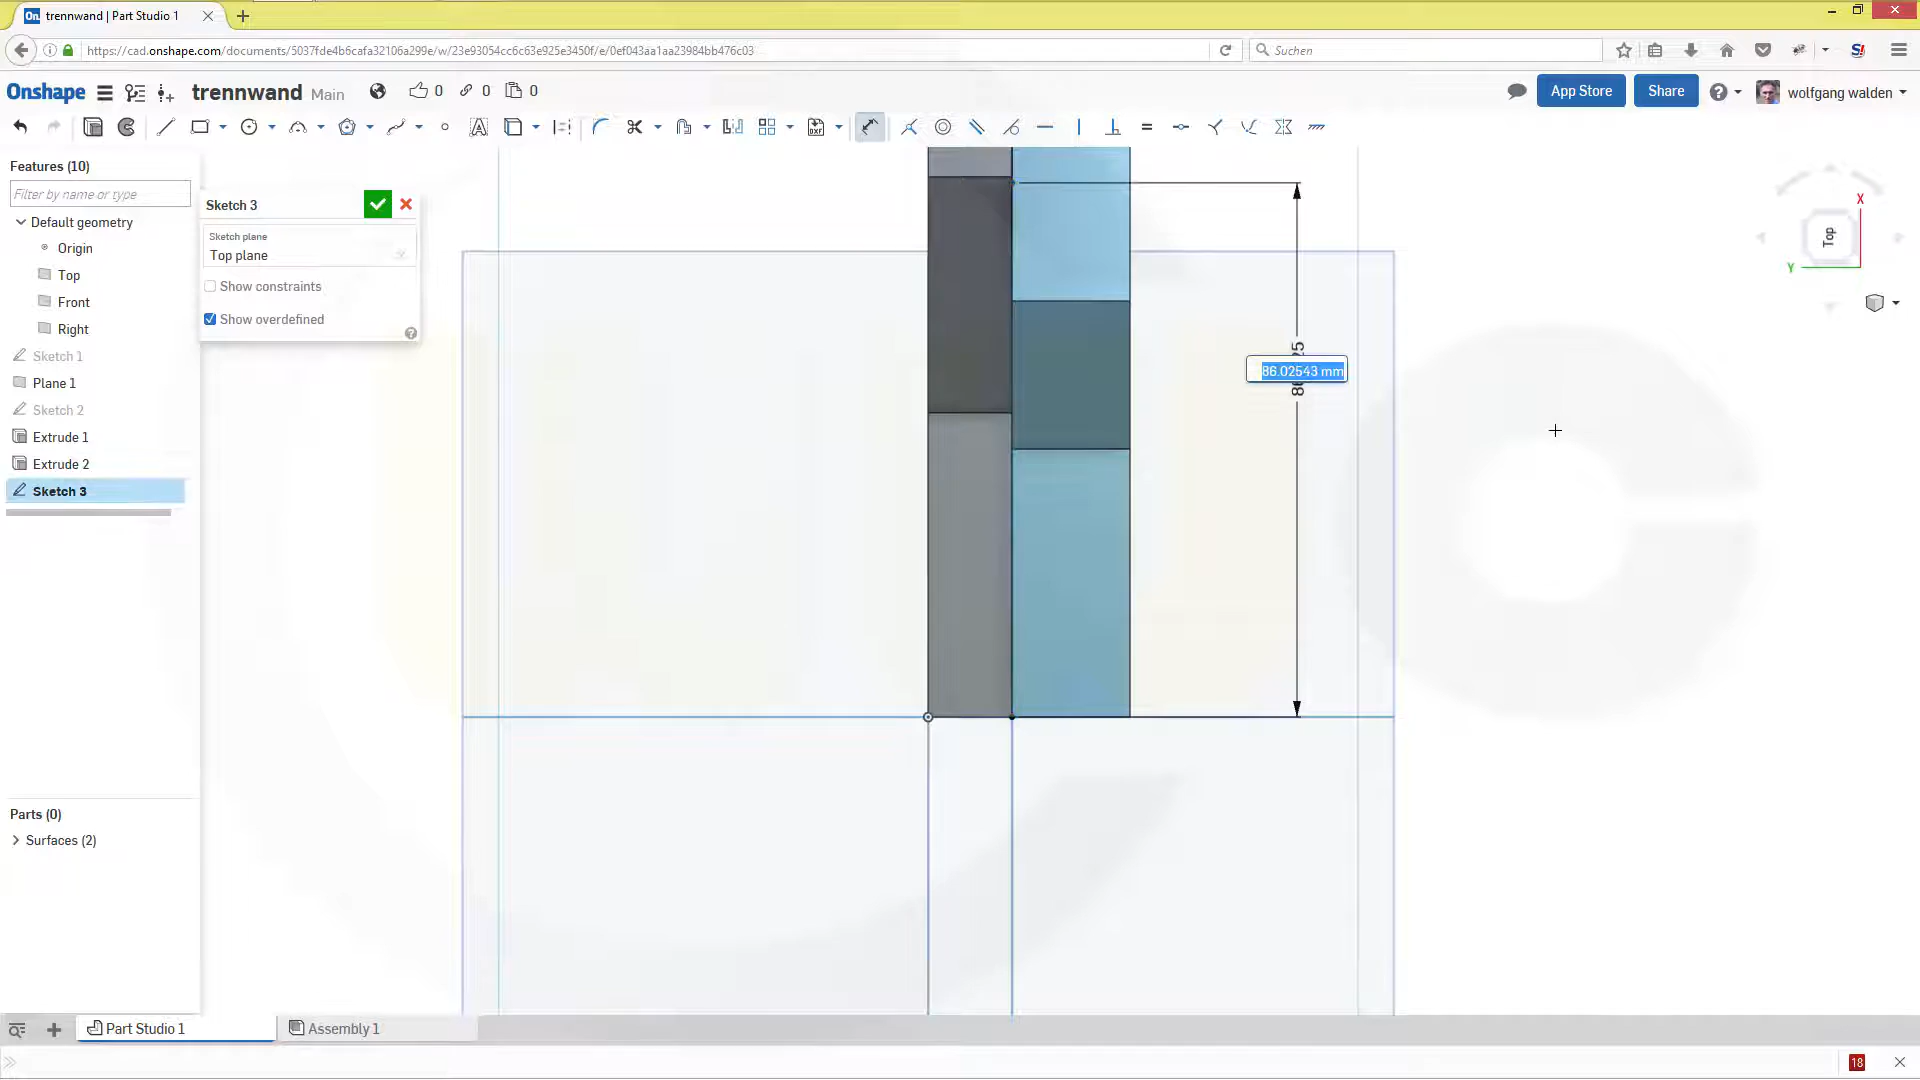 On trennwand | Part Studio 1
https://cad.onshape.com/documents/5037fde4b6cafa32106a299e/w/23e93054cc6c63e925e3450f/e/0ef043aa1aa23984bb476c03
Suchen
Onshape trennwand Main 0 0 0 App Store Share wolfgang walden
Features (10)
Filter by name or type
Default geometry
Origin
Top
Front
Right
Sketch 1
Plane 1
Sketch 2
Extrude 1
Extrude 2
Sketch 3
Sketch 3
Sketch plane
Top plane
Show constraints
Show overdefined
86.02543 mm
X
Top
Y
Parts (0)
Surfaces (2)
Part Studio 1
Assembly 1
18